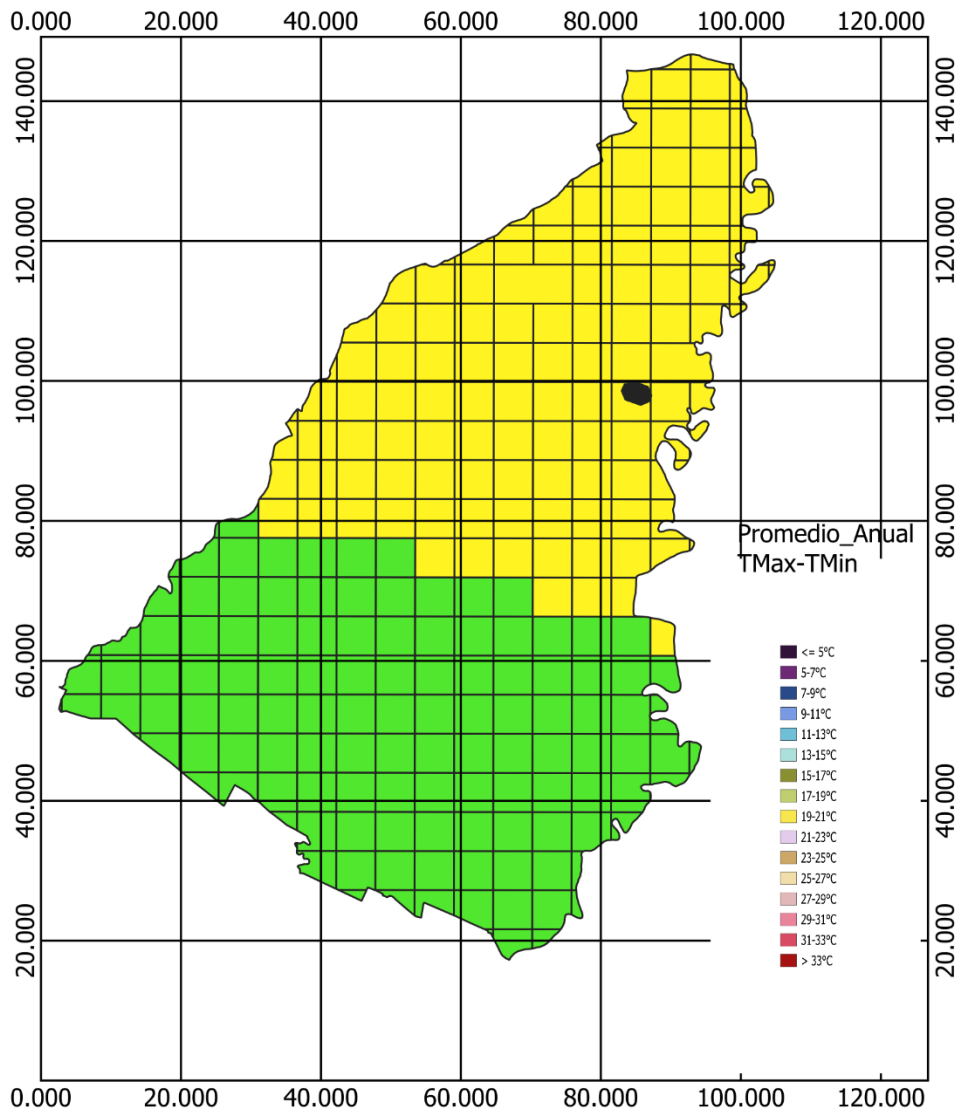 0.000 20.000 40.000 60.000 80.000 100.000 120.000
140.000 140.000
120.000 120.000
100.000 100.000
80.000 80.000
Promedio_Anual
TMax-TMin
60.000 60.000
<= 5ºC
5-7ºC
7-9ºC
9-11ºC
11-13ºC
13-15ºC
15-17ºC
17-19ºC
40.000 40.000
19-21ºC
21-23ºC
23-25ºC
25-27ºC
27-29ºC
29-31ºC
31-33ºC
20.000 20.000
> 33ºC
0.000 20.000 40.000 60.000 80.000 100.000 120.000